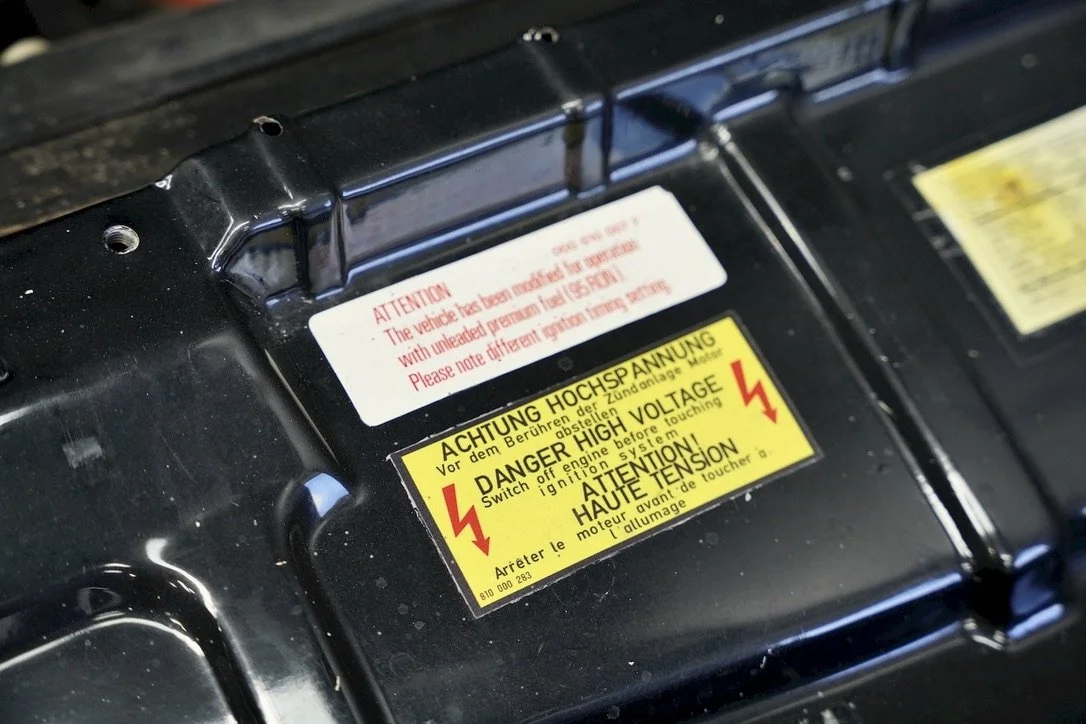 ATTENTION
The vehicle has been modified for operation
with unleaded premium fuel (95 RON).
Please note different ignition timing setting.
ACHTUNG HOCHSPANNUNG
Vor dem Berühren der Zündanlage Motor
abstellen
DANGER HIGH VOLTAGE
Switch off engine before touching
ignition system
ATTENTION!
HAUTE TENSION
Arrêter le moteur avant de toucher à.
l'allumage
810 000 283